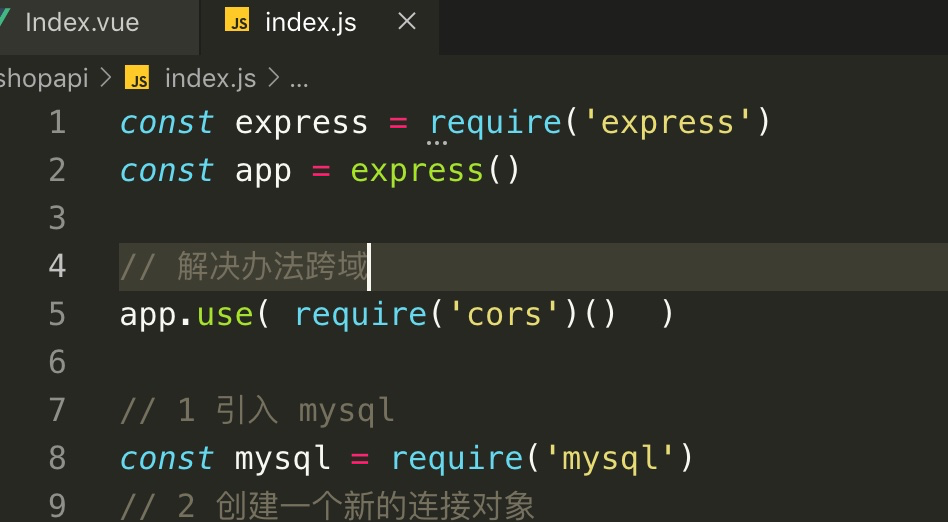 Index.vue
JS index.js ×
shopapi > JS index.js > ...
1 const express = require('express')
2 const app = express()
3
4 // 解决办法跨域
5 app.use( require('cors')()  )
6
7 // 1 引入 mysql
8 const mysql = require('mysql')
9 // 2 创建一个新的连接对象